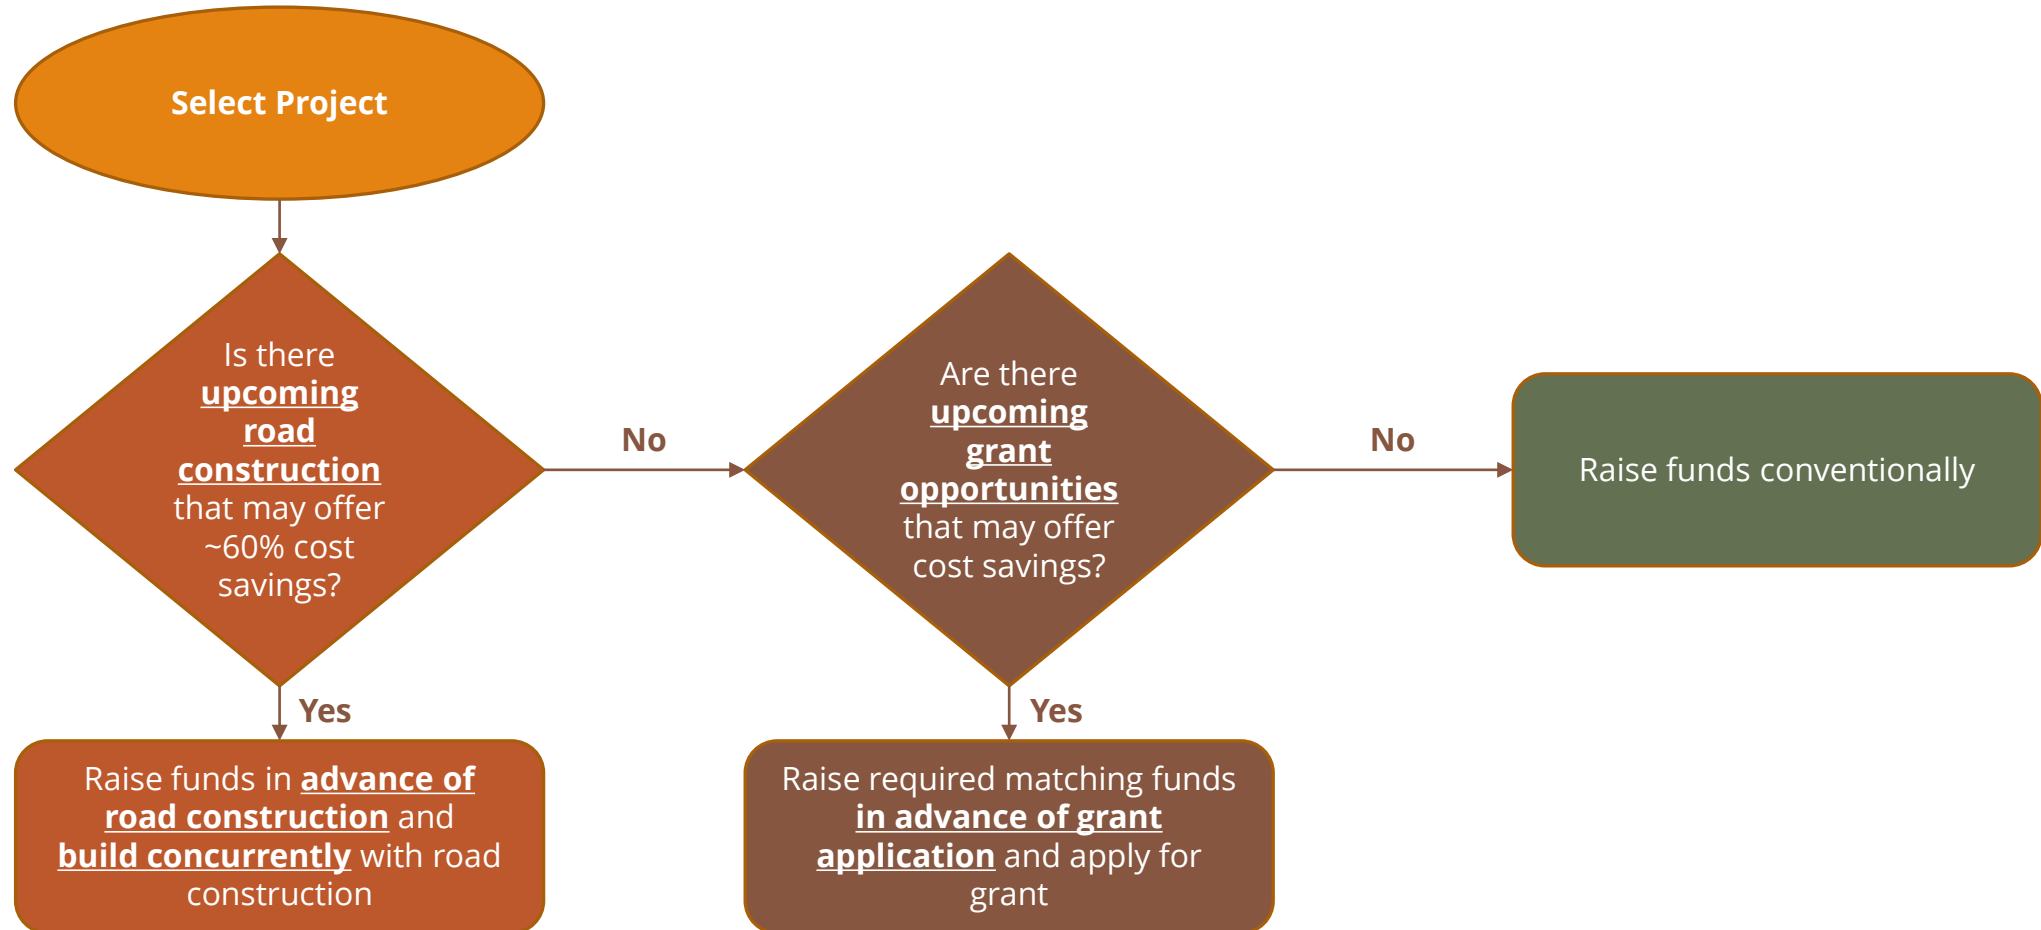 Select Project
Is there
upcoming
road
construction
that may offer
~60% cost
savings?
No
Are there
upcoming
grant
opportunities
that may offer
cost savings?
No
Raise funds conventionally
Yes
Raise funds in advance of
road construction and
build concurrently with road
construction
Yes
Raise required matching funds
in advance of grant
application and apply for
grant